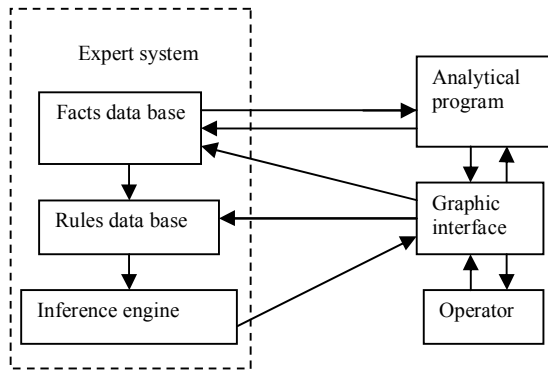 Expert system
Facts data base
Rules data base
Inference engine
Analytical
program
Graphic
interface
Operator